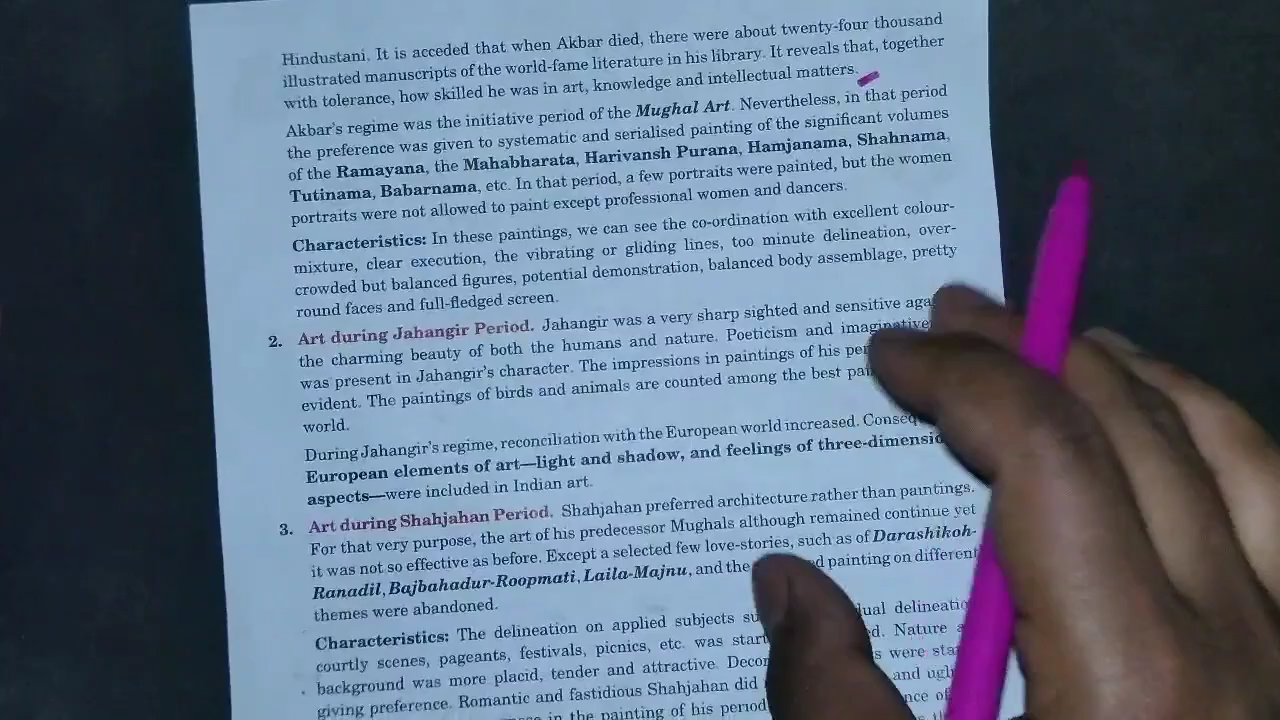 Hindustani. It is acceded that when Akbar died, there were about twenty-four thousand
illustrated manuscripts of the world-fame literature in his library. It reveals that, together
with tolerance, how skilled he was in art, knowledge and intellectual matters.
Akbar's regime was the initiative period of the Mughal Art. Nevertheless, in that period
the preference was given to systematic and serialised painting of the significant volumes
of the Ramayana, the Mahabharata, Harivansh Purana, Hamjanama, Shahnama,
Tutinama, Babarnama, etc. In that period, a few portraits were painted, but the women
portraits were not allowed to paint except professional women and dancers.
Characteristics: In these paintings, we can see the co-ordination with excellent colour-
mixture, clear execution, the vibrating or gliding lines, too minute delineation, over-
crowded but balanced figures, potential demonstration, balanced body assemblage, pretty
round faces and full-fledged screen.
2. Art during Jahangir Period. Jahangir was a very sharp sighted and sensitive
the charming beauty of both the humans and nature. Poeticism and imaginative
was present in Jahangir's character. The impressions in paintings of his
evident. The paintings of birds and animals are counted among the best
world.
During Jahangir's regime, reconciliation with the European world increased.
European elements of art—light and shadow, and feelings of
aspects—were included in Indian art.
3. Art during Shahjahan Period. Shahjahan preferred architecture rather than paintings.
For that very purpose, the art of his predecessor Mughals although remained continue yet
it was not so effective as before. Except a selected few love-stories, such as of Darashikoh-
Ranadil, Bajbahadur-Roopmati, Laila-Majnu, and the painting on different
themes were abandoned.
Characteristics: The delineation on applied subjects
courtly scenes, pageants, festivals, picnics, etc. was Nature
background was more placid, tender and attractive. were
giving preference. Romantic and fastidious Shahjahan did and
in the painting of his period